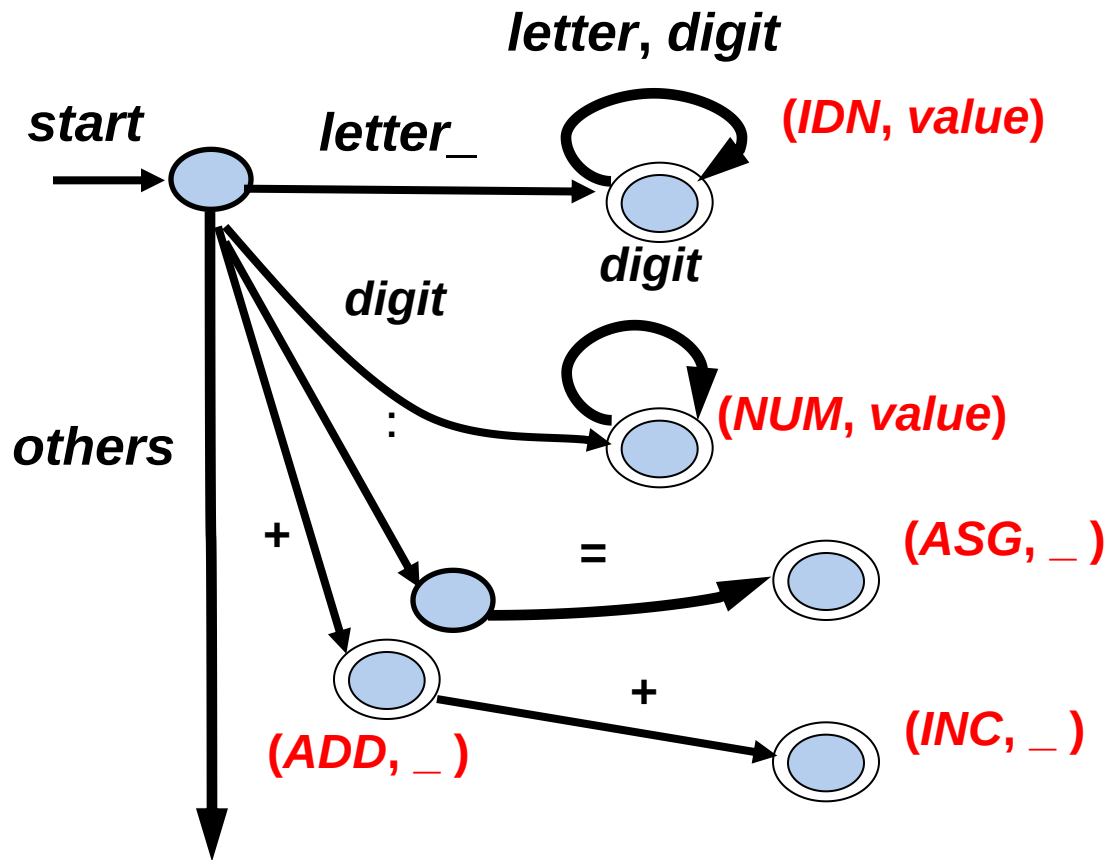 letter, digit
start
letter_
(IDN, value)
digit
digit
:
(NUM, value)
others
+
=
(ASG, _ )
+
(ADD, _ )
(INC, _ )